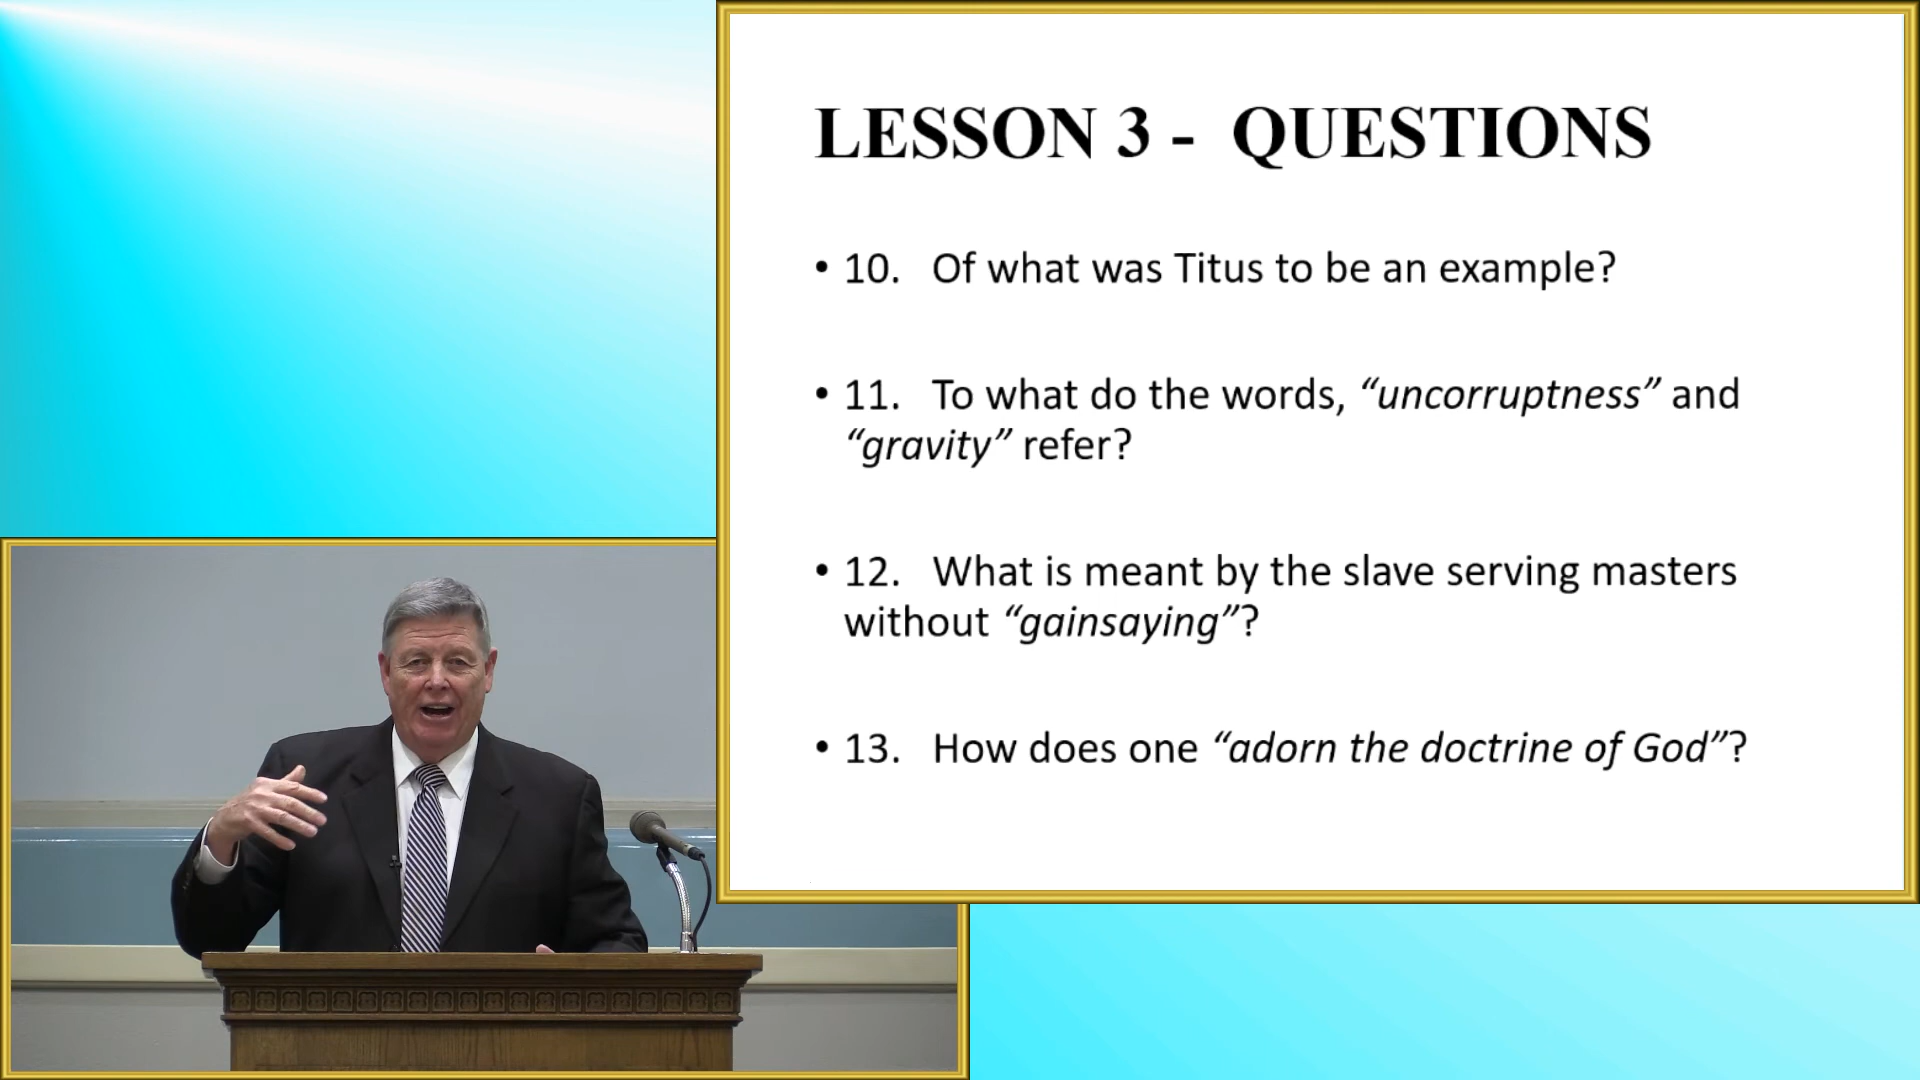 LESSON 3 - QUESTIONS
• 10. Of what was Titus to be an example?
• 11. To what do the words, “uncorruptness” and
“gravity” refer?
• 12. What is meant by the slave serving masters
without “gainsaying”?
• 13. How does one “adorn the doctrine of God”?